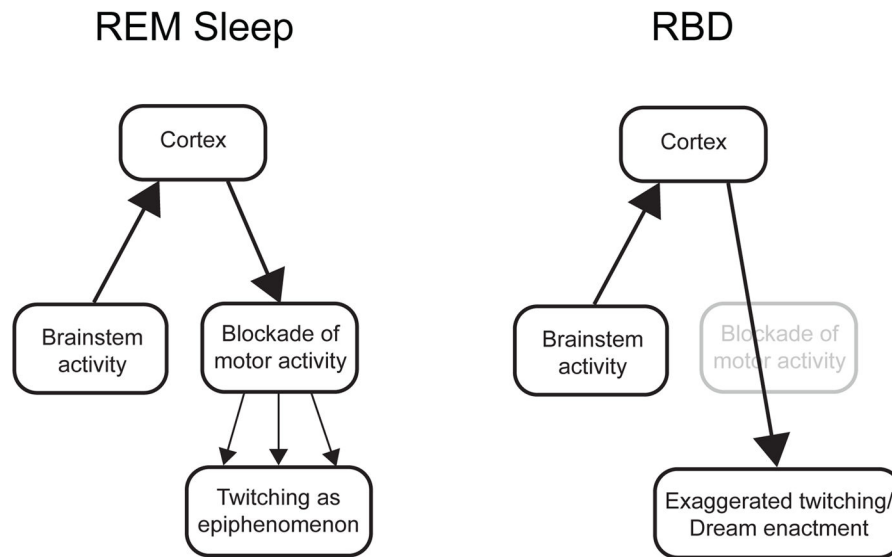 REM Sleep
Cortex
Brainstem
activity
Blockade of
motor activity
Twitching as
epiphenomenon
RBD
Cortex
Brainstem
activity
Blockade of
motor activity
Exaggerated twitching/
Dream enactment